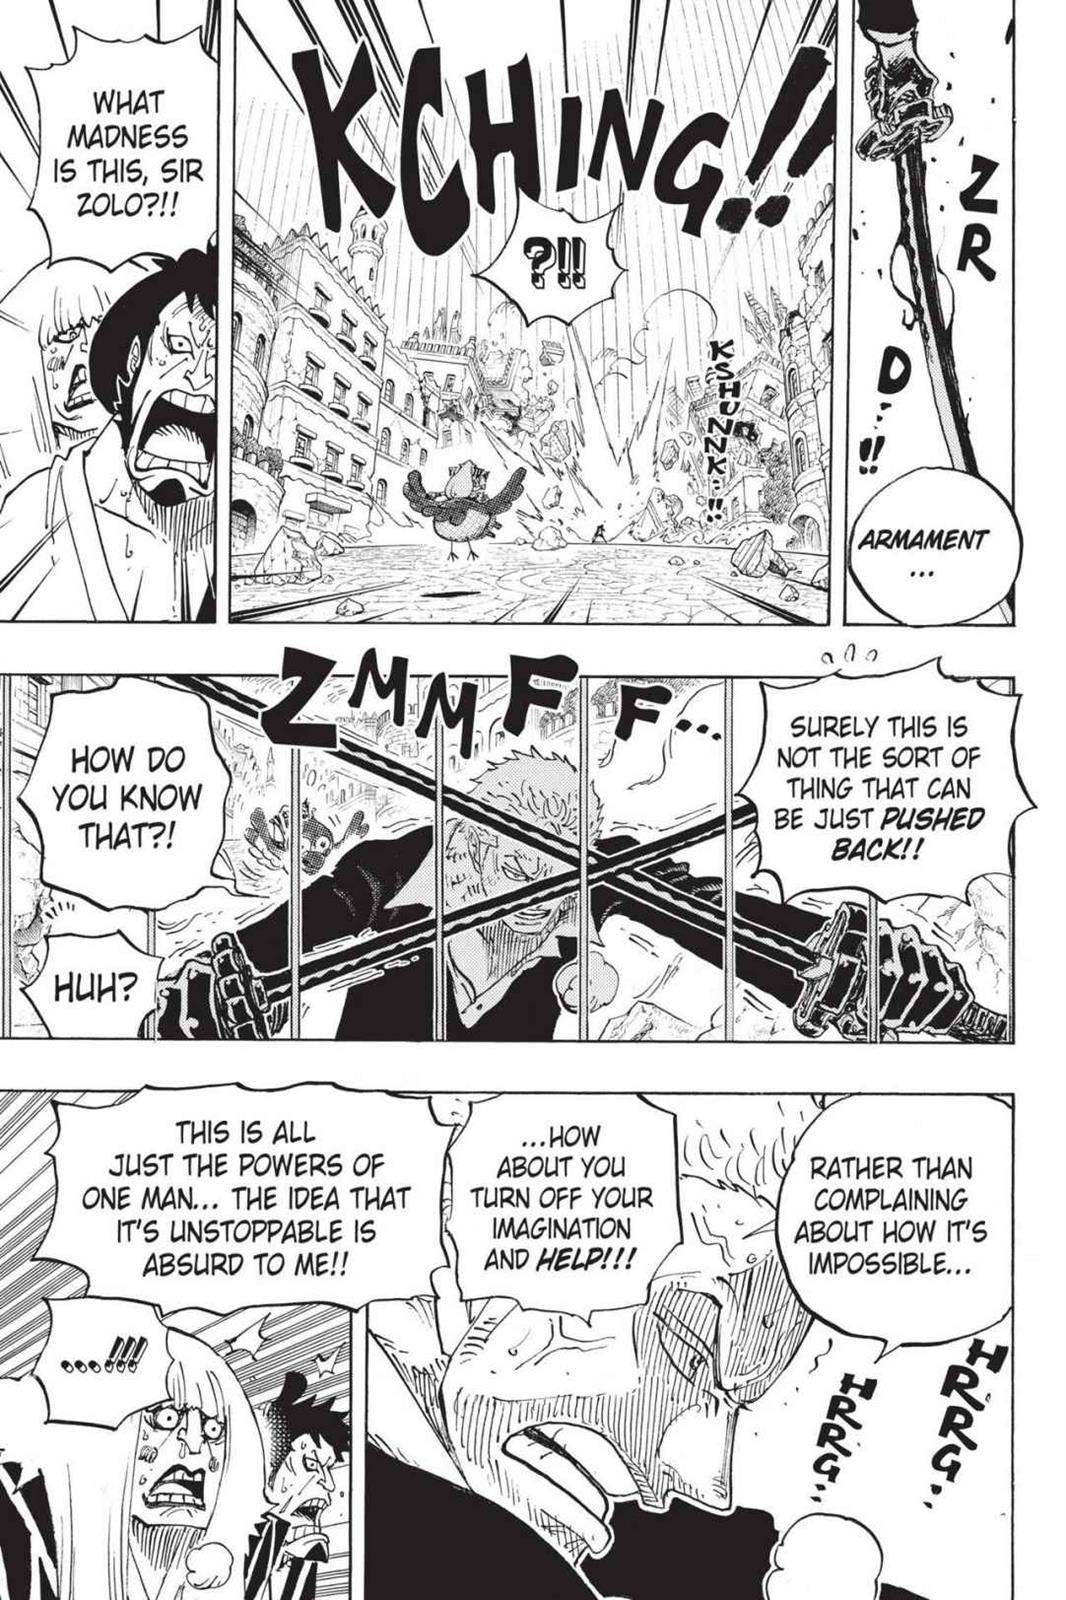 ZR
D
!!
ARMAMENT
...
KCHING!!
?!!
KSHUNNK!!
WHAT
MADNESS
IS THIS, SIR
ZOLO?!!
SURELY THIS IS
NOT THE SORT OF
THING THAT CAN
BE JUST PUSHED
BACK!!
ZMMFF...
HOW DO
YOU KNOW
THAT?!
HUH?
RATHER THAN
COMPLAINING
ABOUT HOW IT'S
IMPOSSIBLE...
...HOW
ABOUT YOU
TURN OFF YOUR
IMAGINATION
AND HELP!!!
HRRG
HRRG
THIS IS ALL
JUST THE POWERS OF
ONE MAN... THE IDEA THAT
IT'S UNSTOPPABLE IS
ABSURD TO ME!!
...!!!